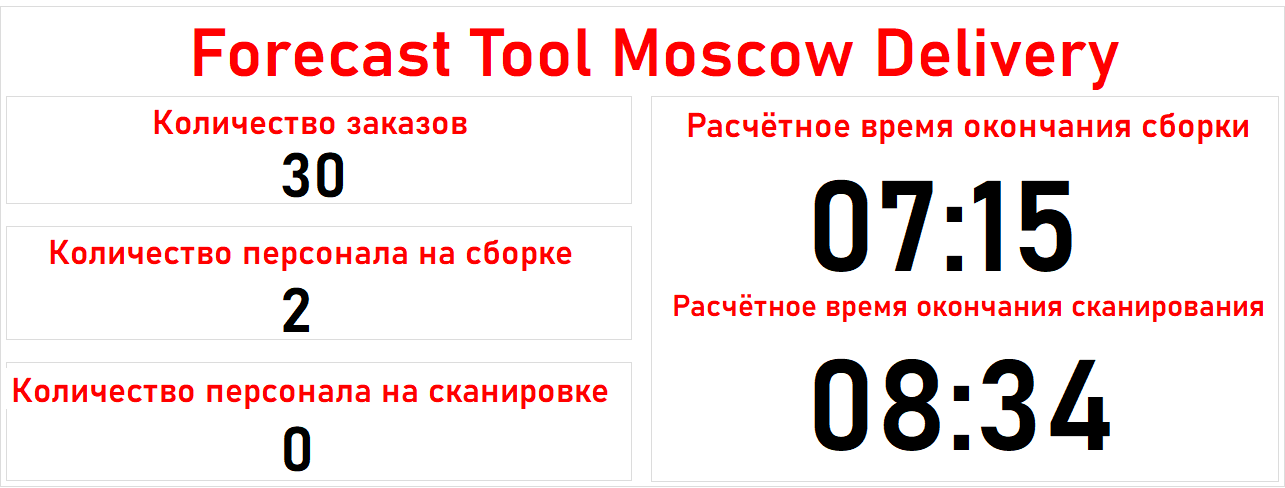 Forecast Tool Moscow Delivery
Количество заказов
30
Количество персонала на сборке
2
Количество персонала на сканировке
0
Расчётное время окончания сборки
07:15
Расчётное время окончания сканирования
08:34